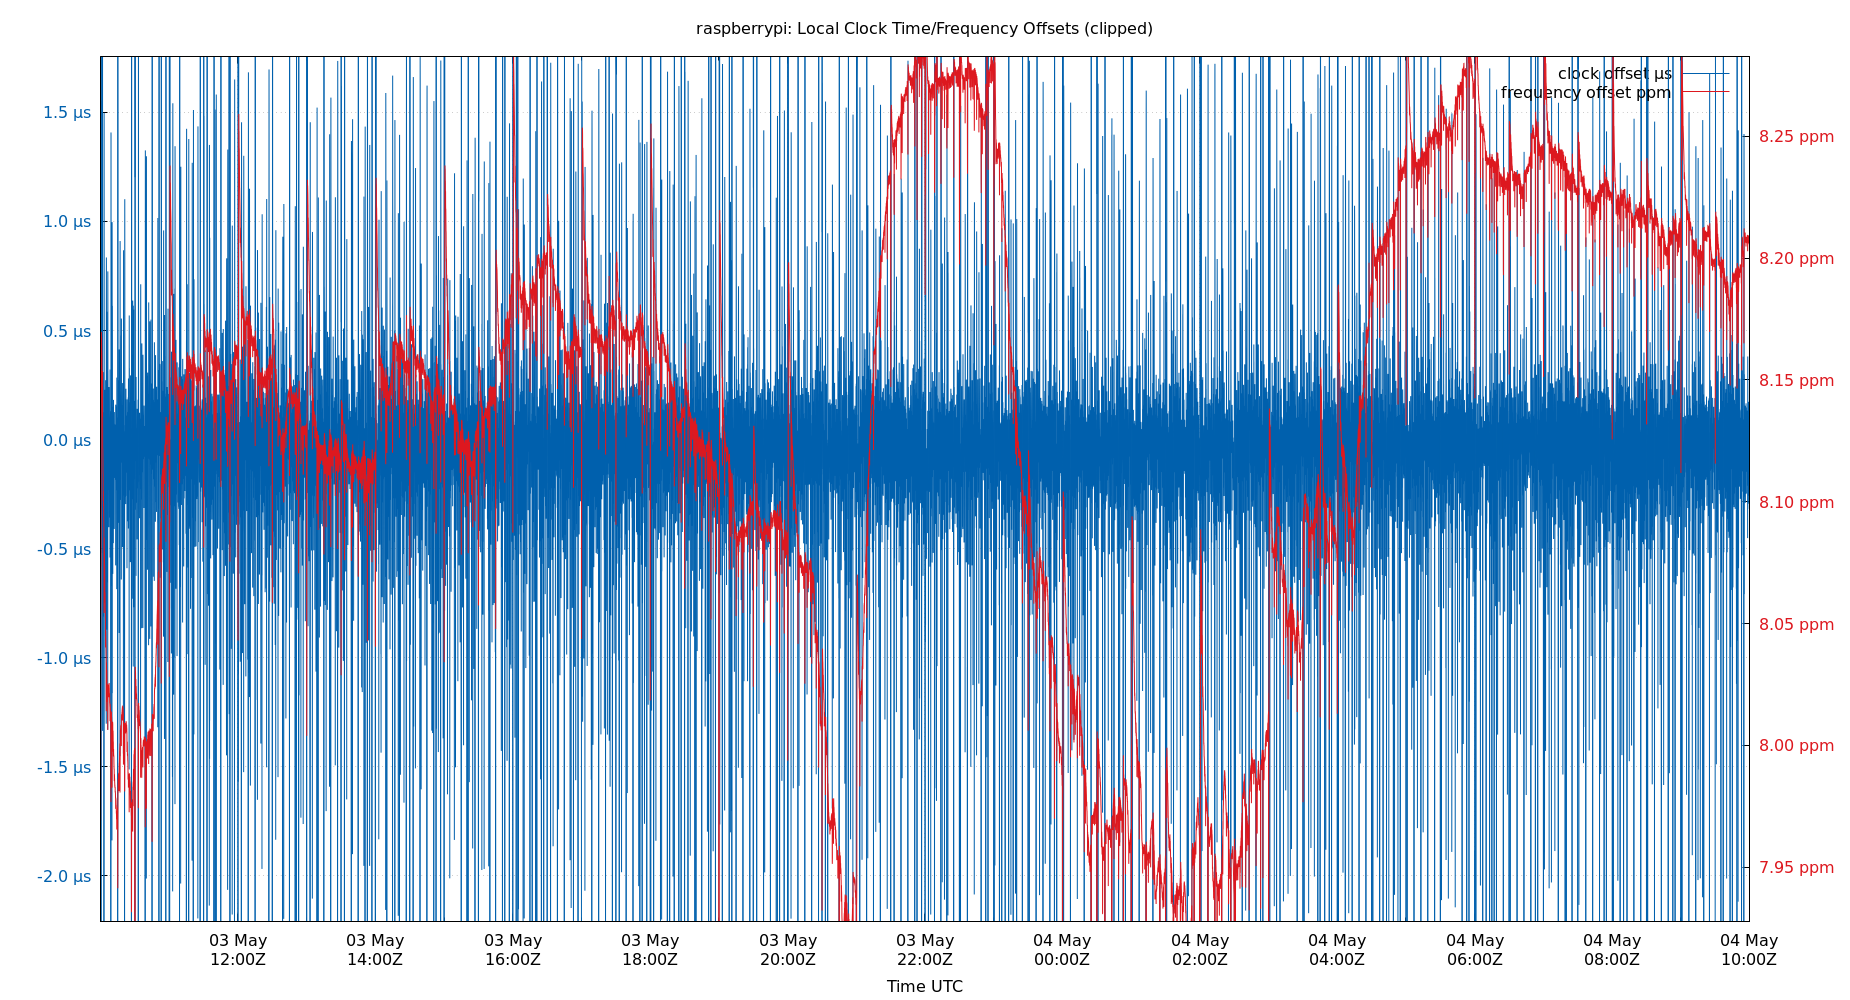 raspberrypi: Local Clock Time/Frequency Offsets (clipped)
clock offset µs
frequency offset ppm
1.5 µs
1.0 µs
0.5 µs
0.0 µs
-0.5 µs
-1.0 µs
-1.5 µs
-2.0 µs
8.25 ppm
8.20 ppm
8.15 ppm
8.10 ppm
8.05 ppm
8.00 ppm
7.95 ppm
03 May 03 May 03 May 03 May 03 May 03 May 04 May 04 May 04 May 04 May 04 May 04 May
12:00Z 14:00Z 16:00Z 18:00Z 20:00Z 22:00Z 00:00Z 02:00Z 04:00Z 06:00Z 08:00Z 10:00Z
Time UTC